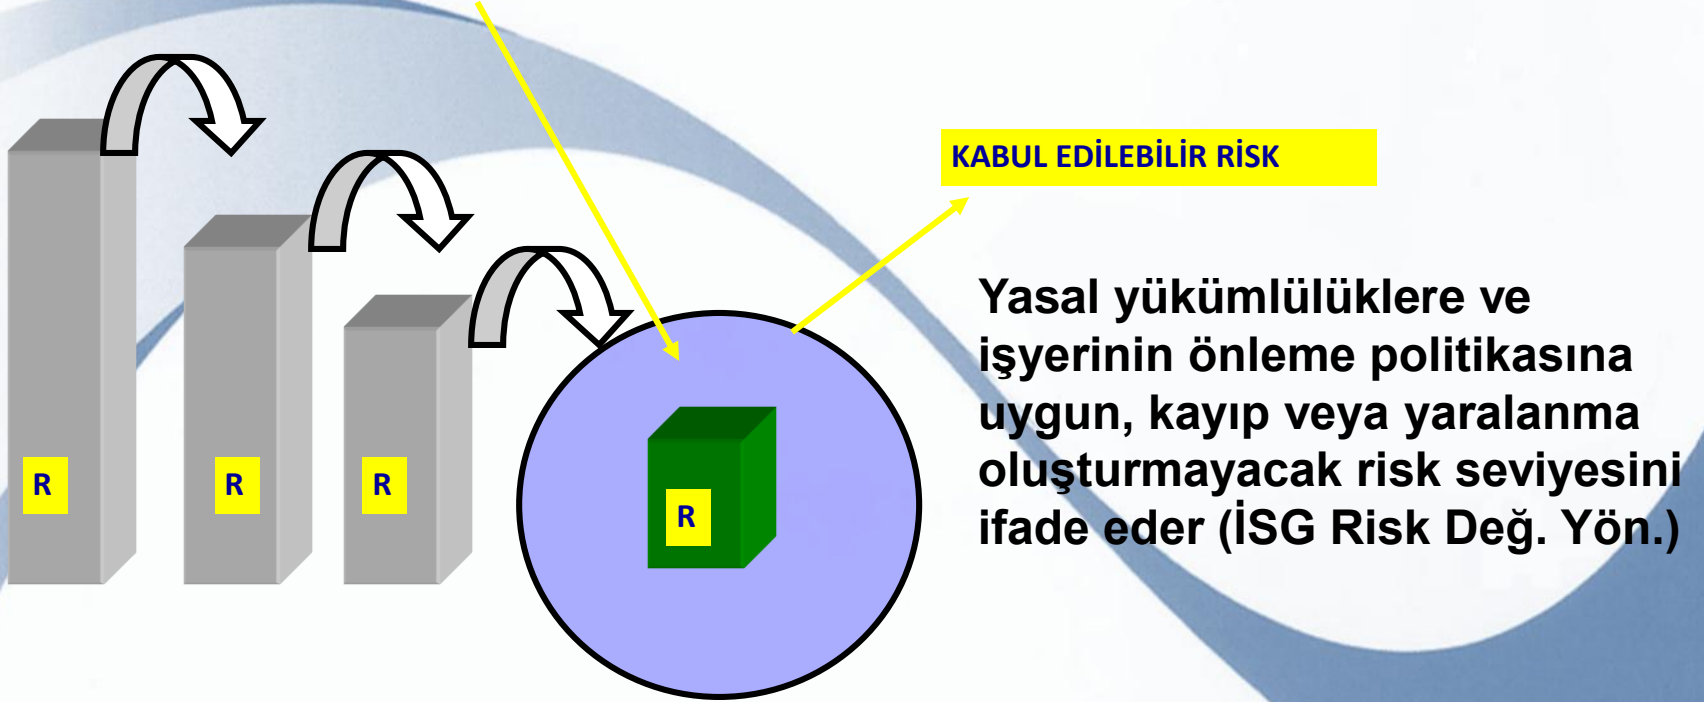 KABUL EDİLEBİLİR RİSK
Yasal yükümlülüklere ve
işyerinin önleme politikasına
uygun, kayıp veya yaralanma
oluşturmayacak risk seviyesini
ifade eder (İSG Risk Değ. Yön.)
R
R
R
R